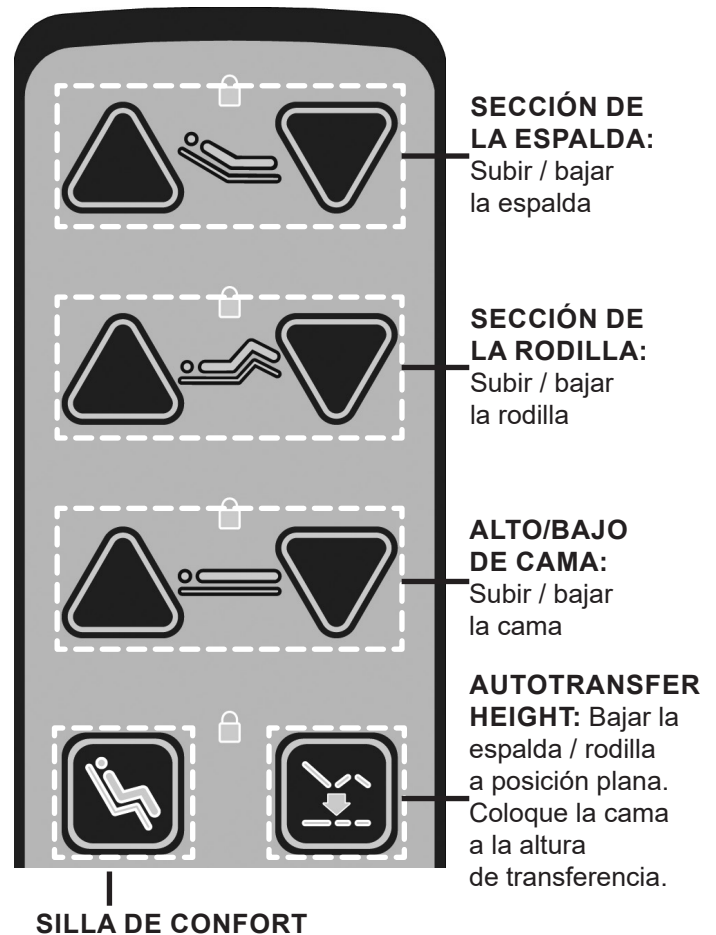 SECCIÓN DE
LA ESPALDA:
Subir / bajar
la espalda
SECCIÓN DE
LA RODILLA:
Subir / bajar
la rodilla
ALTO/BAJO
DE CAMA:
Subir / bajar
la cama
AUTOTRANSFER
HEIGHT: Bajar la
espalda / rodilla
a posición plana.
Coloque la cama
a la altura
de transferencia.
SILLA DE CONFORT